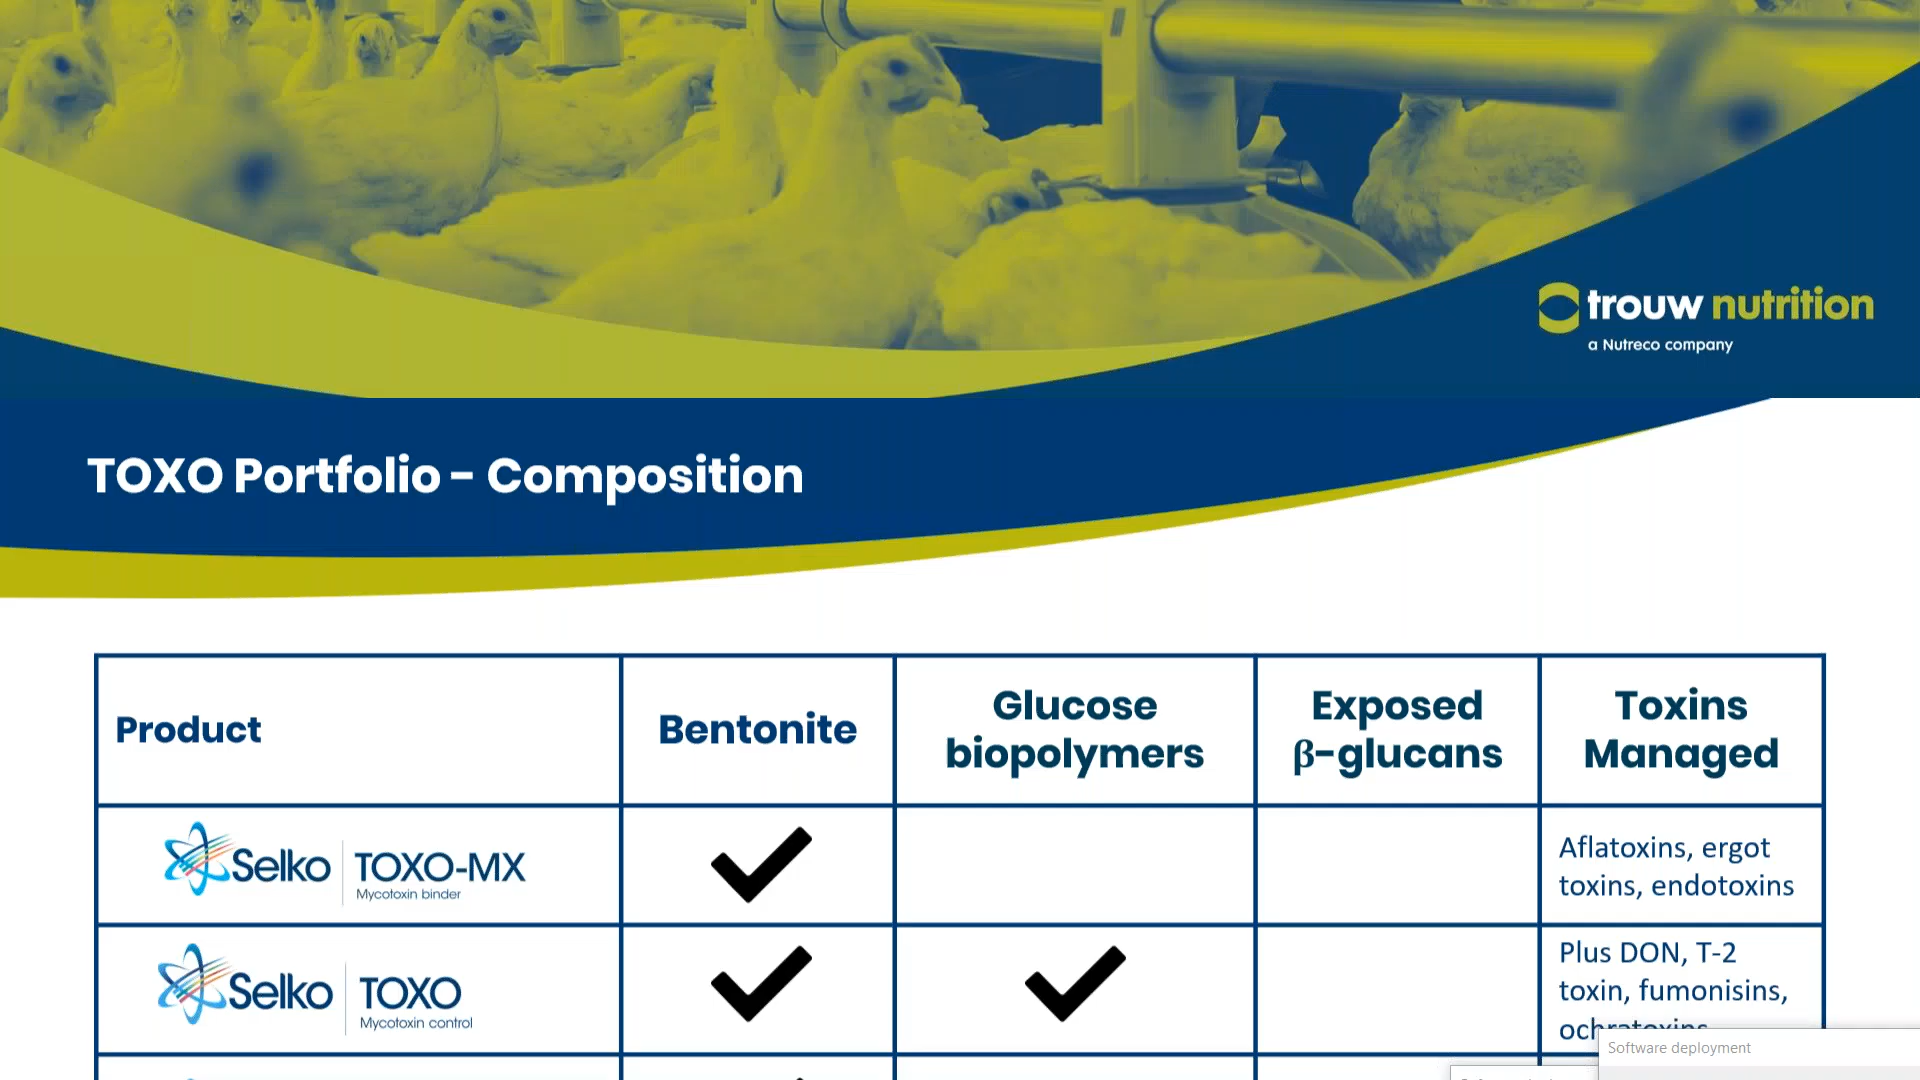 trouw nutrition
a Nutreco company
TOXO Portfolio - Composition
Product
Bentonite
Glucose
biopolymers
Exposed
β-glucans
Toxins
Managed
Selko
TOXO-MX
Mycotoxin binder
Aflatoxins, ergot
toxins, endotoxins
Selko
TOXO
Mycotoxin control
Plus DON, T-2
toxin, fumonisins,
ochratoxins
Software deployment